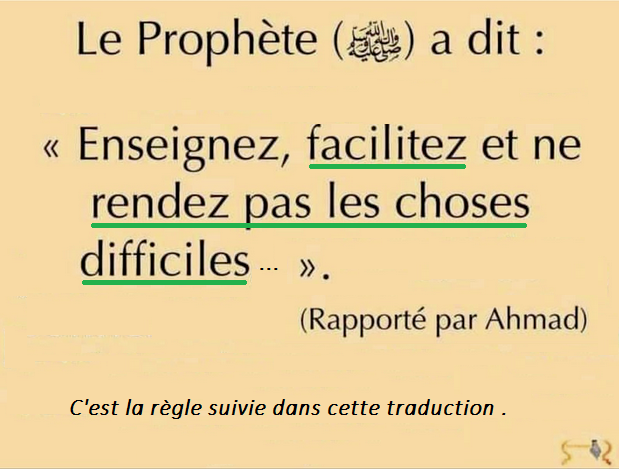 Le Prophète (ﷺ) a dit :
« Enseignez, facilitez et ne
rendez pas les choses
difficiles ... ».
(Rapporté par Ahmad)
C'est la règle suivie dans cette traduction .